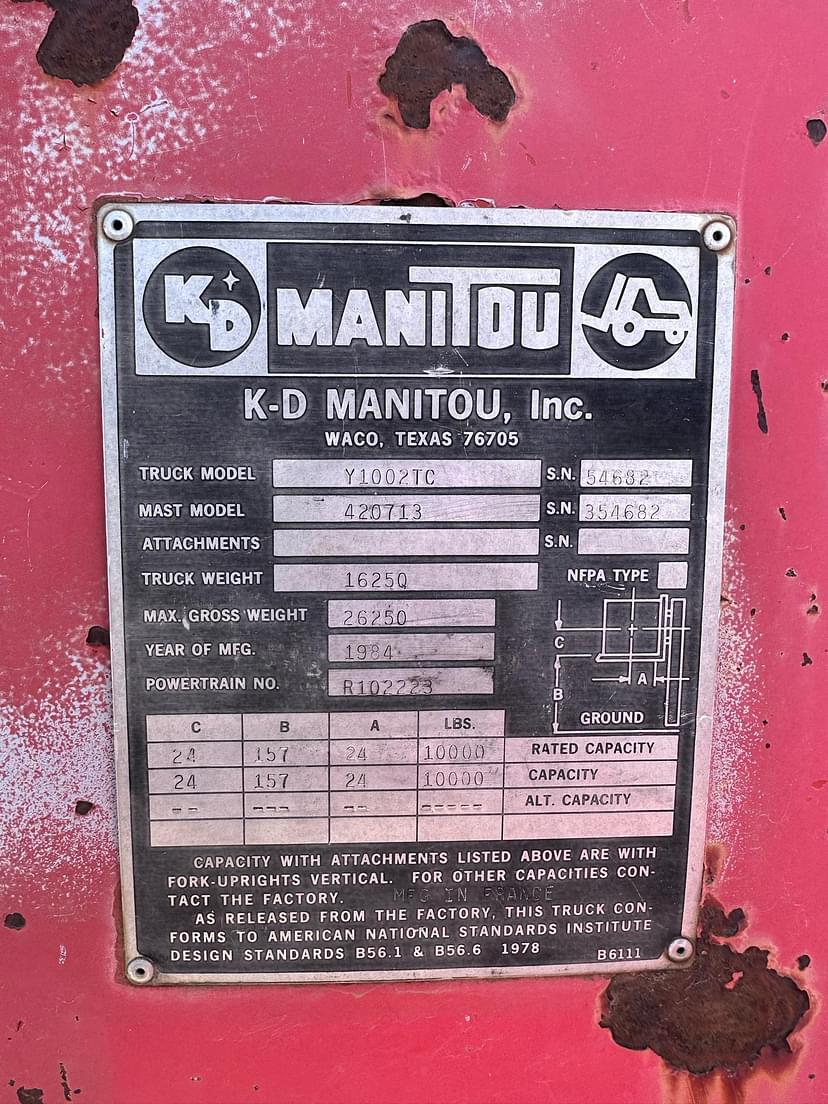 KD MANITOU
K-D MANITOU, Inc.
WACO, TEXAS 76705
TRUCK MODEL Y1002TC S.N. 54682
MAST MODEL 420713 S.N. 354682
ATTACHMENTS S.N.
TRUCK WEIGHT 1625Q NFPA TYPE
MAX. GROSS WEIGHT 26250
YEAR OF MFG. 1984
POWERTRAIN NO. R102223
C
B
A
GROUND
C B A LBS.
24 157 24 10000 RATED CAPACITY
24 157 24 10000 CAPACITY
-- --- -- ----- ALT. CAPACITY
CAPACITY WITH ATTACHMENTS LISTED ABOVE ARE WITH
FORK-UPRIGHTS VERTICAL. FOR OTHER CAPACITIES CON-
TACT THE FACTORY. MFG IN FRANCE
AS RELEASED FROM THE FACTORY, THIS TRUCK CON-
FORMS TO AMERICAN NATIONAL STANDARDS INSTITUTE
DESIGN STANDARDS B56.1 & B56.6 1978 B6111